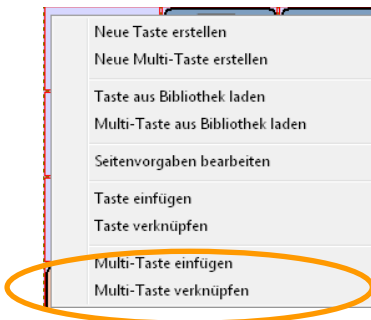 Neue Taste erstellen
Neue Multi-Taste erstellen
Taste aus Bibliothek laden
Multi-Taste aus Bibliothek laden
Seitenvorgaben bearbeiten
Taste einfügen
Taste verknüpfen
Multi-Taste einfügen
Multi-Taste verknüpfen